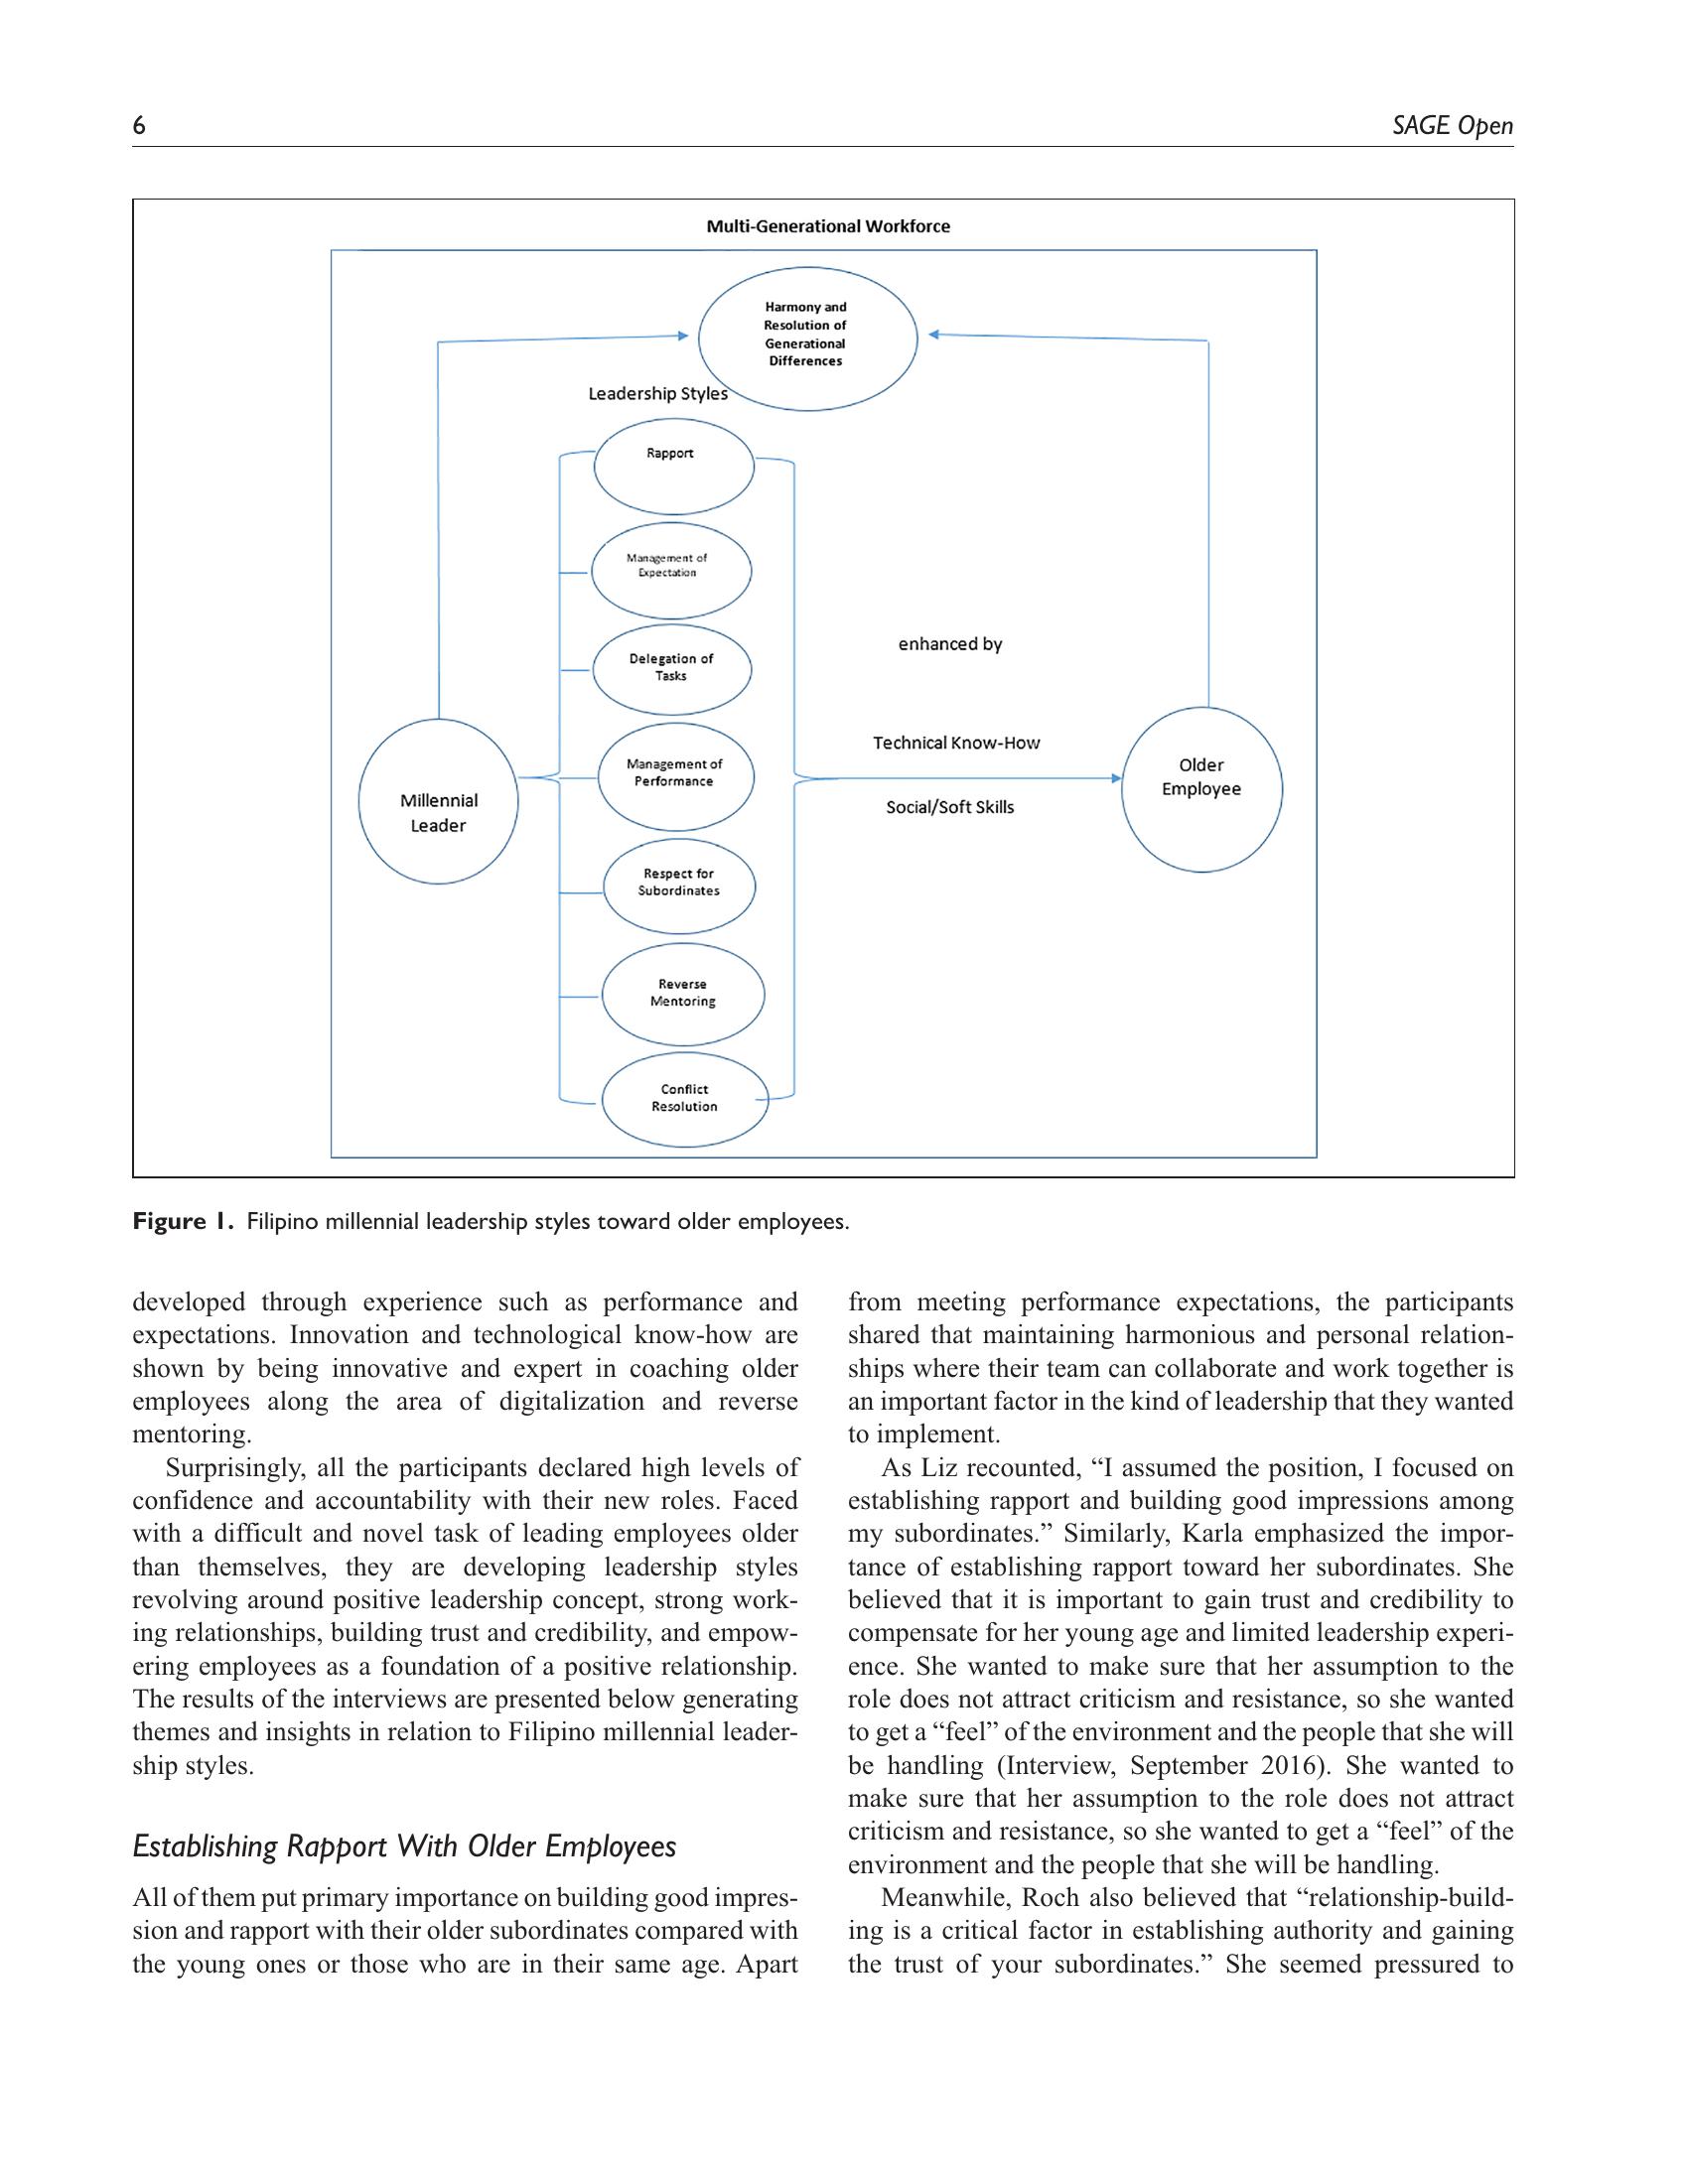 6
SAGE Open
Multi-Generational Workforce
Harmony and
Resolution of
Generational
Differences
Leadership Styles
Rapport
Management of
Expectation
Delegation of
Tasks
Management of
Performance
Respect for
Subordinates
Reverse
Mentoring
Conflict
Resolution
Millennial
Leader
enhanced by
Technical Know-How
Social/Soft Skills
Older
Employee
Figure 1. Filipino millennial leadership styles toward older employees.
developed through experience such as performance and
expectations. Innovation and technological know-how are
shown by being innovative and expert in coaching older
employees along the area of digitalization and reverse
mentoring.
Surprisingly, all the participants declared high levels of
confidence and accountability with their new roles. Faced
with a difficult and novel task of leading employees older
than themselves, they are developing leadership styles
revolving around positive leadership concept, strong work-
ing relationships, building trust and credibility, and empow-
ering employees as a foundation of a positive relationship.
The results of the interviews are presented below generating
themes and insights in relation to Filipino millennial leader-
ship styles.
Establishing Rapport With Older Employees
All of them put primary importance on building good impres-
sion and rapport with their older subordinates compared with
the young ones or those who are in their same age. Apart
from meeting performance expectations, the participants
shared that maintaining harmonious and personal relation-
ships where their team can collaborate and work together is
an important factor in the kind of leadership that they wanted
to implement.
As Liz recounted, “I assumed the position, I focused on
establishing rapport and building good impressions among
my subordinates.” Similarly, Karla emphasized the impor-
tance of establishing rapport toward her subordinates. She
believed that it is important to gain trust and credibility to
compensate for her young age and limited leadership experi-
ence. She wanted to make sure that her assumption to the
role does not attract criticism and resistance, so she wanted
to get a “feel” of the environment and the people that she will
be handling (Interview, September 2016). She wanted to
make sure that her assumption to the role does not attract
criticism and resistance, so she wanted to get a “feel” of the
environment and the people that she will be handling.
Meanwhile, Roch also believed that “relationship-build-
ing is a critical factor in establishing authority and gaining
the trust of your subordinates.” She seemed pressured to